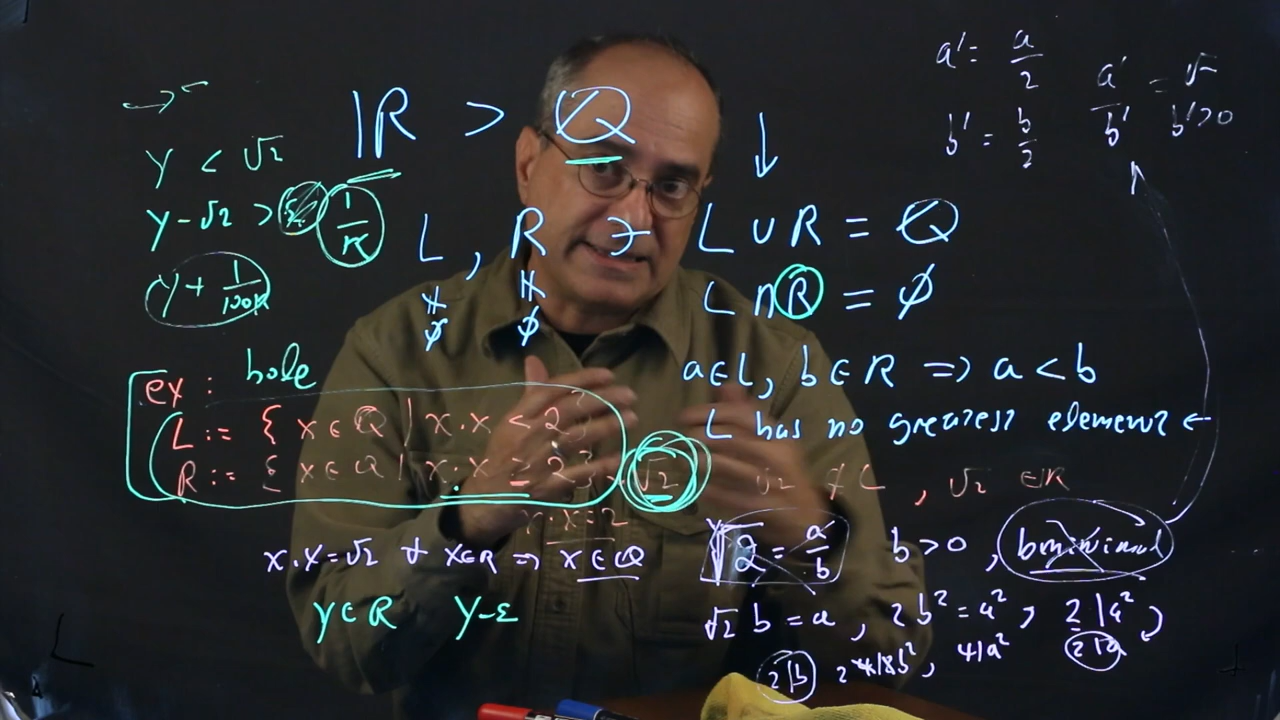 ℝ > ℚ
y < √2
y - √2 > 1/K
y + 1/100K
L, R ∋ L ∪ R = ℚ
≠ ≠
∅ ∅
L ∩ R = ∅
a ∈ L, b ∈ R => a < b
L has no greatest element ←
ex: hole
L := { x ∈ ℚ | x·x < 2}
R := { x ∈ ℚ | x·x ≥ 2} √2
x·x = 2
√2 ∉ L, √2 ∈ R
x·x = √2 & x∈R => x ∈ ℚ
y ∈ R y-ε
√2 = a/b b > 0, b minimal
√2 b = a, 2b² = a², 2|a²
2|a
2|b 4|a²
a' = a/2
b' = b/2
a'/b' = √ b' > 0